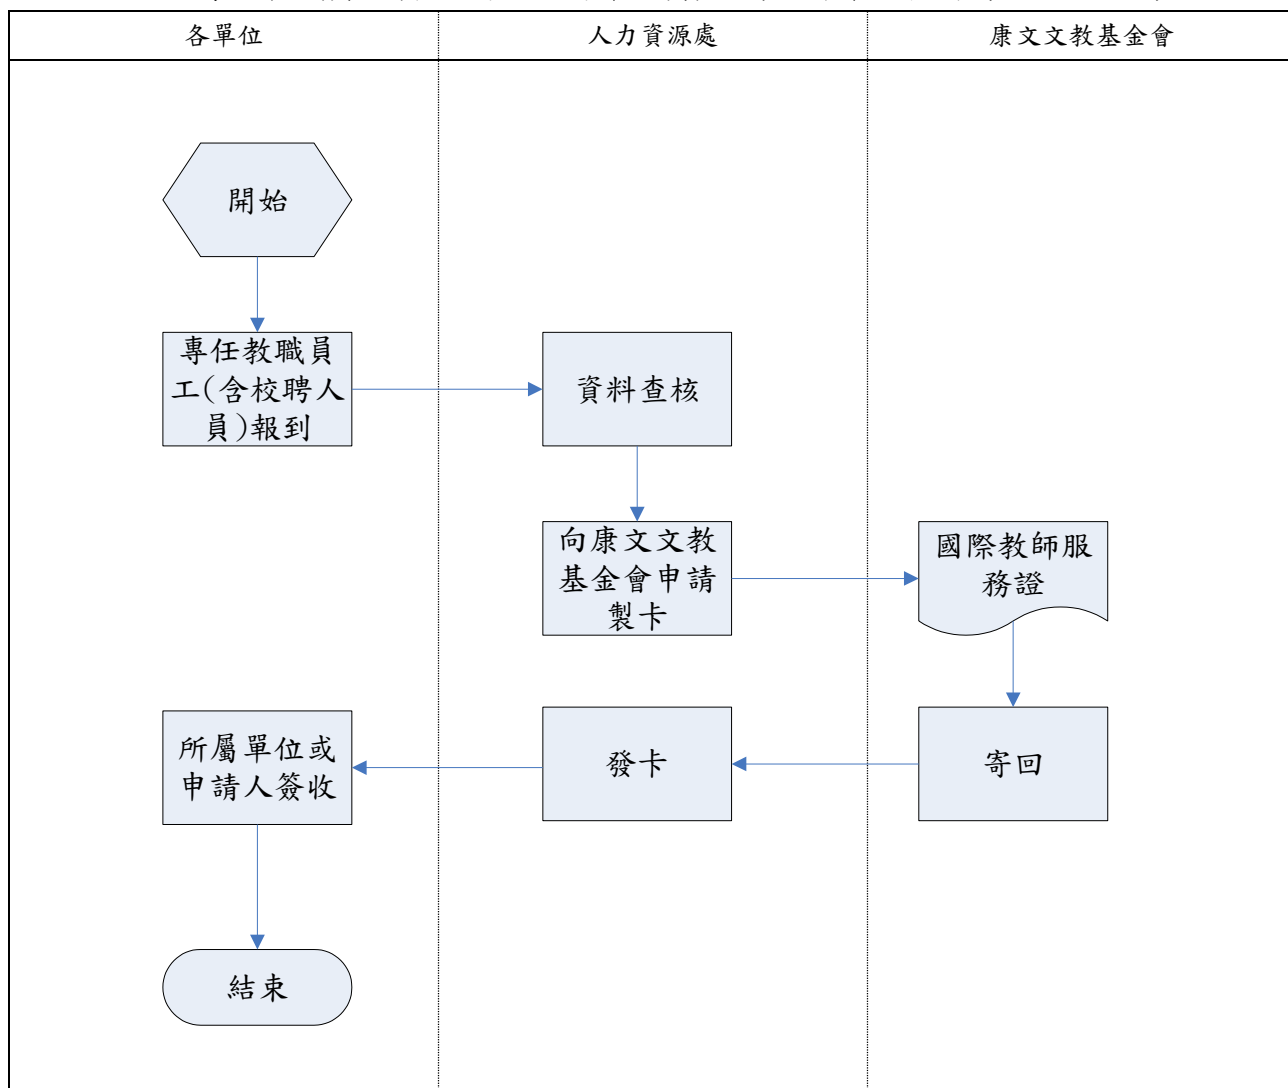 各單位
人力資源處
康文文教基金會
開始
專任教職員
工(含校聘人
員)報到
資料查核
向康文文教
基金會申請
製卡
國際教師服
務證
所屬單位或
申請人簽收
發卡
寄回
結束